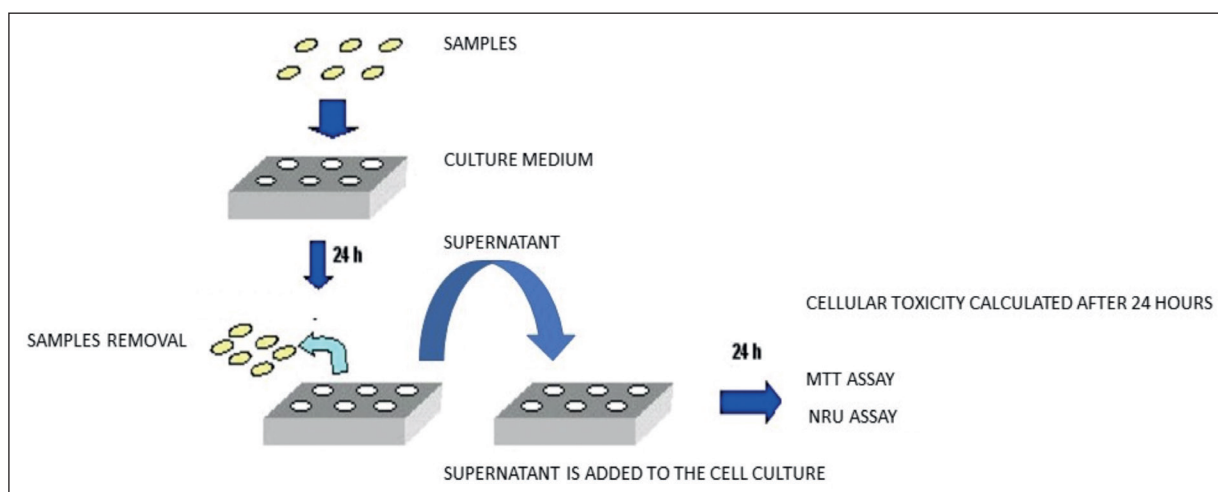 SAMPLES
CULTURE MEDIUM
24 h
SUPERNATANT
SAMPLES REMOVAL
CELLULAR TOXICITY CALCULATED AFTER 24 HOURS
24 h
MTT ASSAY
NRU ASSAY
SUPERNATANT IS ADDED TO THE CELL CULTURE